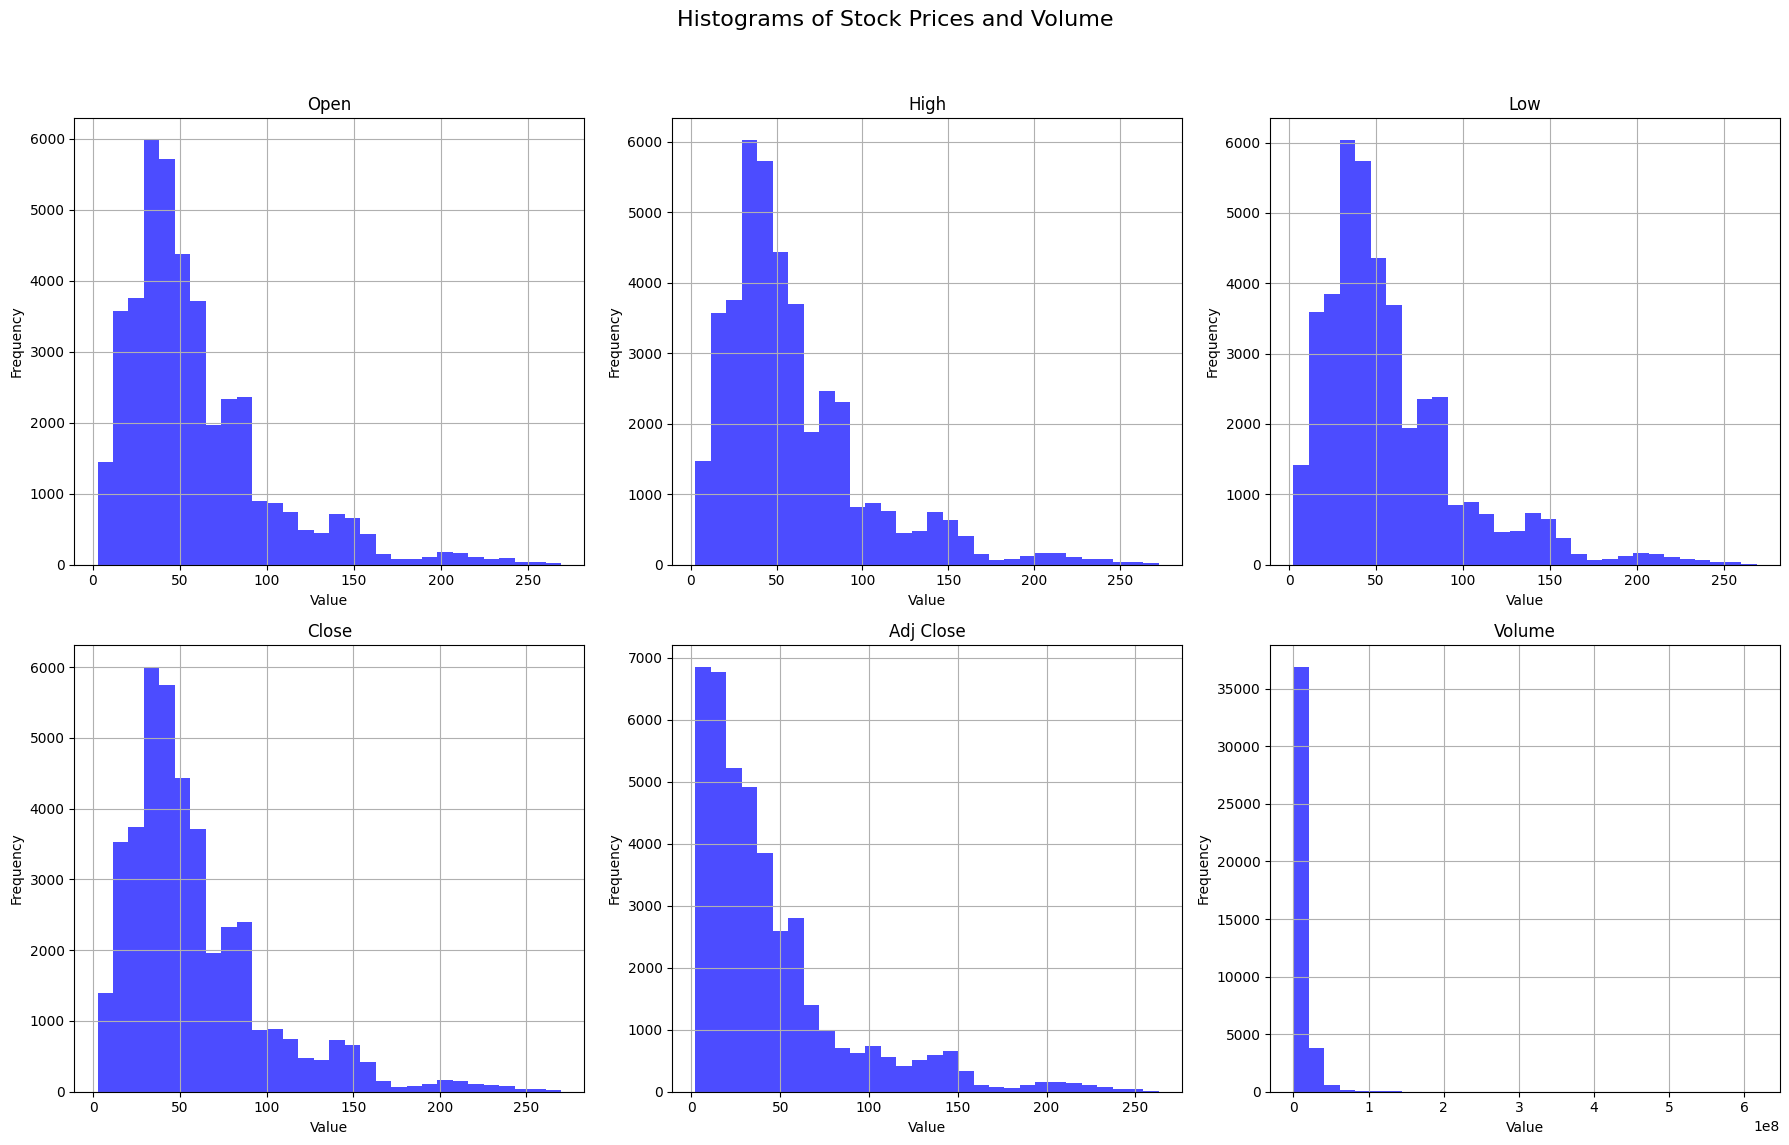 Histograms of Stock Prices and Volume
Open
6000
5000
4000
3000
2000
1000
0
Frequency
0 50 100 150 200 250
Value
High
6000
5000
4000
3000
2000
1000
0
Frequency
0 50 100 150 200 250
Value
Low
6000
5000
4000
3000
2000
1000
0
Frequency
0 50 100 150 200 250
Value
Close
6000
5000
4000
3000
2000
1000
0
Frequency
0 50 100 150 200 250
Value
Adj Close
7000
6000
5000
4000
3000
2000
1000
0
Frequency
0 50 100 150 200 250
Value
Volume
35000
30000
25000
20000
15000
10000
5000
0
Frequency
0 1 2 3 4 5 6
1e8
Value